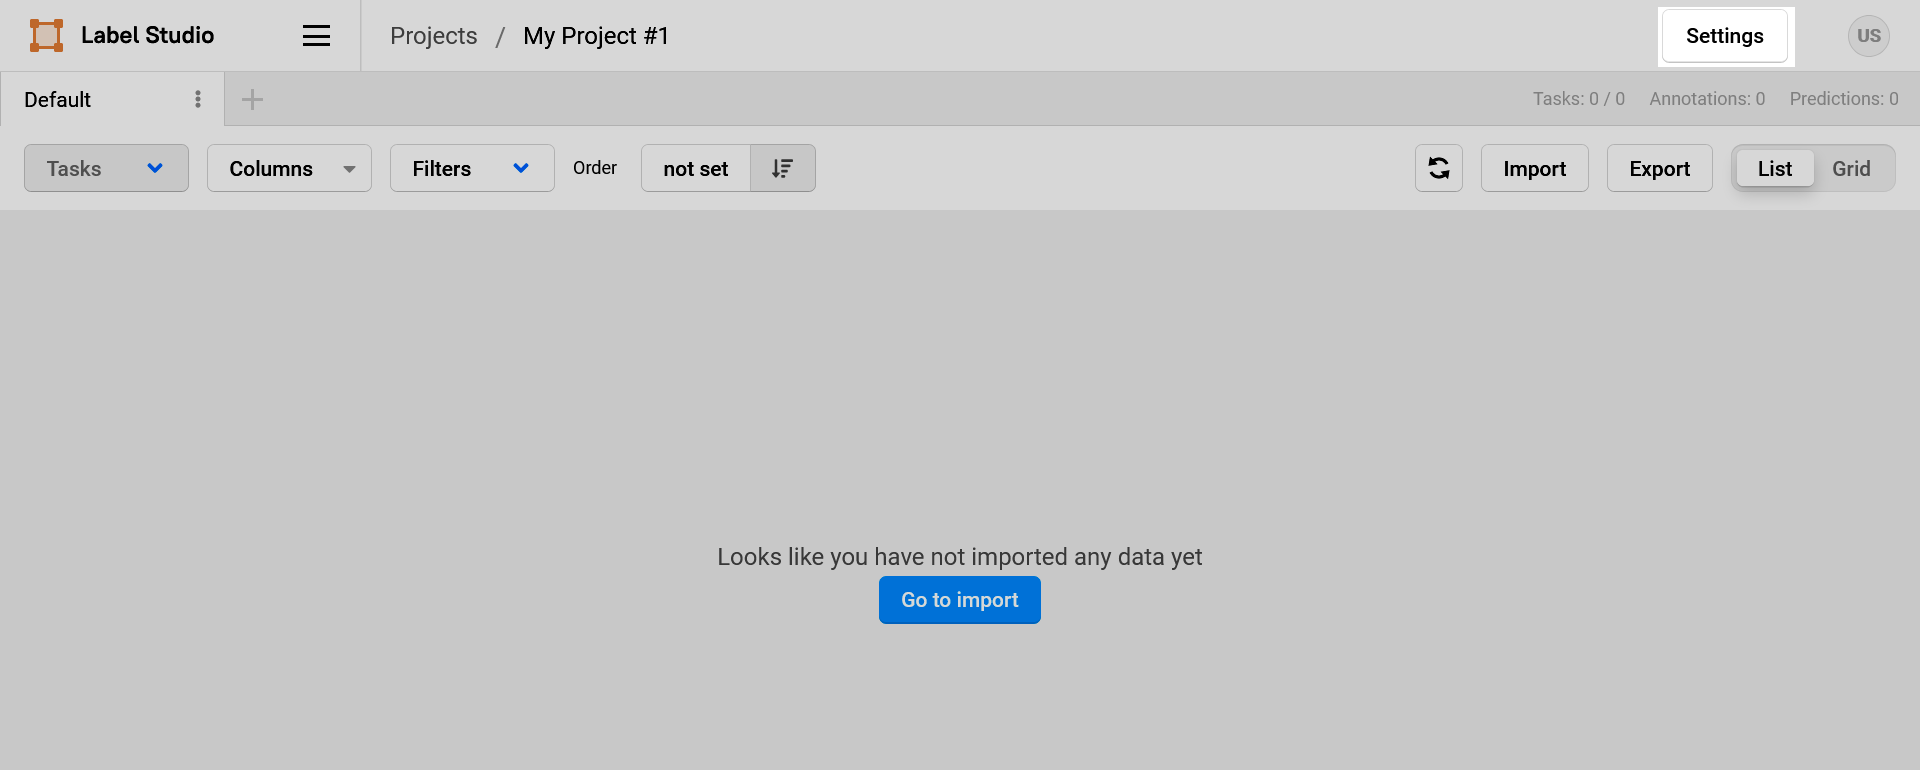 Label Studio
Projects / My Project #1
Settings
US
Default
Tasks: 0 / 0 Annotations: 0 Predictions: 0
Tasks Columns Filters Order not set
Import Export List Grid
Looks like you have not imported any data yet
Go to import